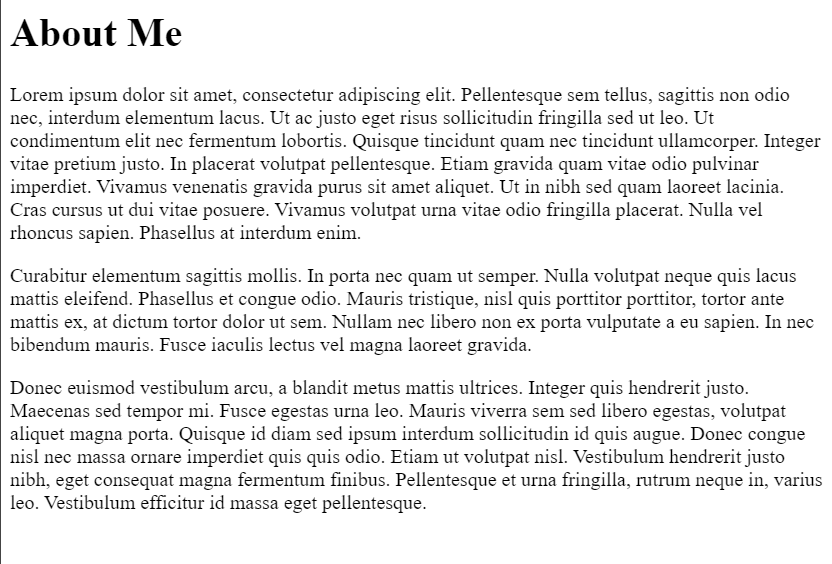 About Me
Lorem ipsum dolor sit amet, consectetur adipiscing elit. Pellentesque sem tellus, sagittis non odio
nec, interdum elementum lacus. Ut ac justo eget risus sollicitudin fringilla sed ut leo. Ut
condimentum elit nec fermentum lobortis. Quisque tincidunt quam nec tincidunt ullamcorper. Integer
vitae pretium justo. In placerat volutpat pellentesque. Etiam gravida quam vitae odio pulvinar
imperdiet. Vivamus venenatis gravida purus sit amet aliquet. Ut in nibh sed quam laoreet lacinia.
Cras cursus ut dui vitae posuere. Vivamus volutpat urna vitae odio fringilla placerat. Nulla vel
rhoncus sapien. Phasellus at interdum enim.
Curabitur elementum sagittis mollis. In porta nec quam ut semper. Nulla volutpat neque quis lacus
mattis eleifend. Phasellus et congue odio. Mauris tristique, nisl quis porttitor porttitor, tortor ante
mattis ex, at dictum tortor dolor ut sem. Nullam nec libero non ex porta vulputate a eu sapien. In nec
bibendum mauris. Fusce iaculis lectus vel magna laoreet gravida.
Donec euismod vestibulum arcu, a blandit metus mattis ultrices. Integer quis hendrerit justo.
Maecenas sed tempor mi. Fusce egestas urna leo. Mauris viverra sem sed libero egestas, volutpat
aliquet magna porta. Quisque id diam sed ipsum interdum sollicitudin id quis augue. Donec congue
nisl nec massa ornare imperdiet quis quis odio. Etiam ut volutpat nisl. Vestibulum hendrerit justo
nibh, eget consequat magna fermentum finibus. Pellentesque et urna fringilla, rutrum neque in, varius
leo. Vestibulum efficitur id massa eget pellentesque.